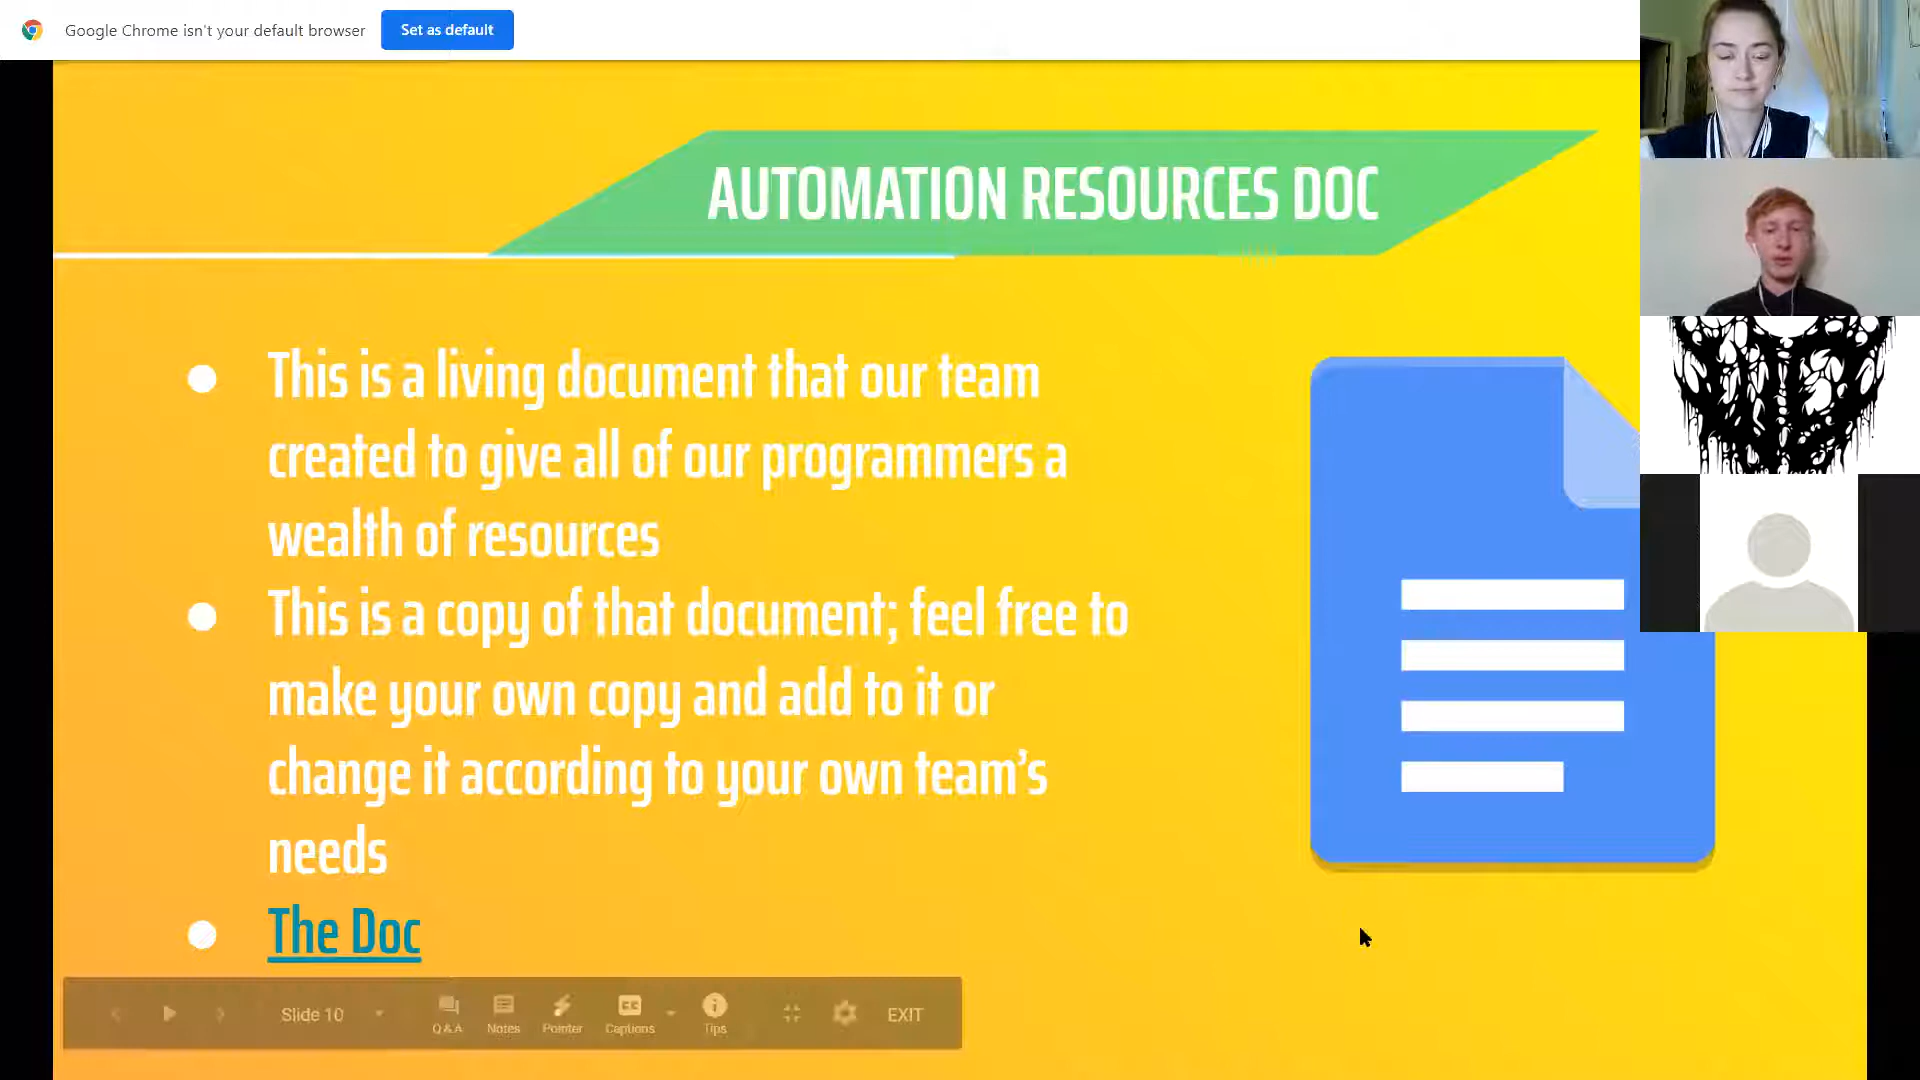 Google Chrome isn't your default browser
Set as default
AUTOMATION RESOURCES DOC
This is a living document that our team
created to give all of our programmers a
wealth of resources
This is a copy of that document; feel free to
make your own copy and add to it or
change it according to your own team's
needs
The Doc
Slide 10
Q&A
Notes
Pointer
CC
Captions
Tips
EXIT